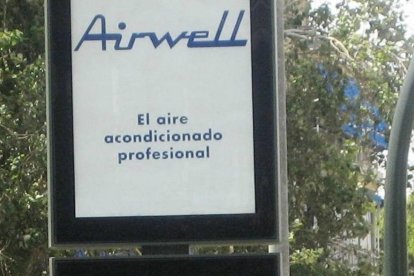 Airwell
El aire
acondicionado
profesional